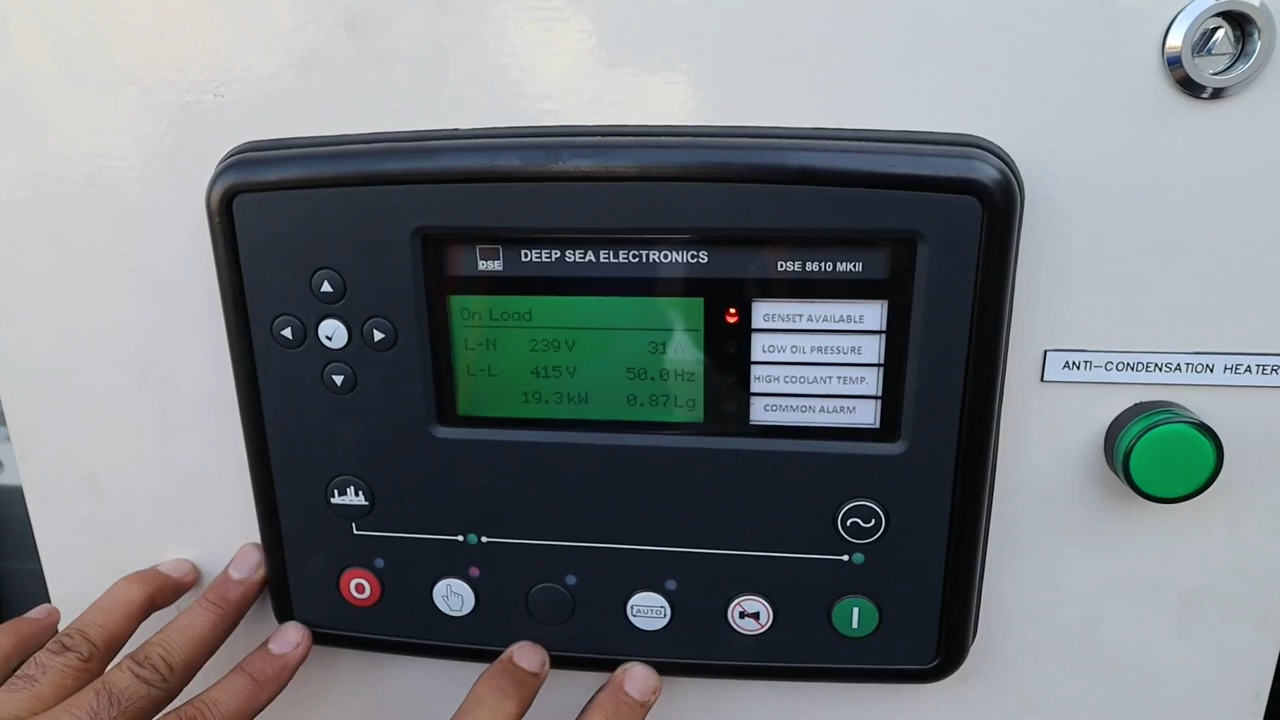 DSE
DEEP SEA ELECTRONICS
DSE 8610 MKII
On Load
L-N 239V 31A
L-L 415V 50.0Hz
19.3kW 0.87Lg
GENSET AVAILABLE
LOW OIL PRESSURE
HIGH COOLANT TEMP.
COMMON ALARM
ANTI-CONDENSATION HEATER
O
AUTO
I